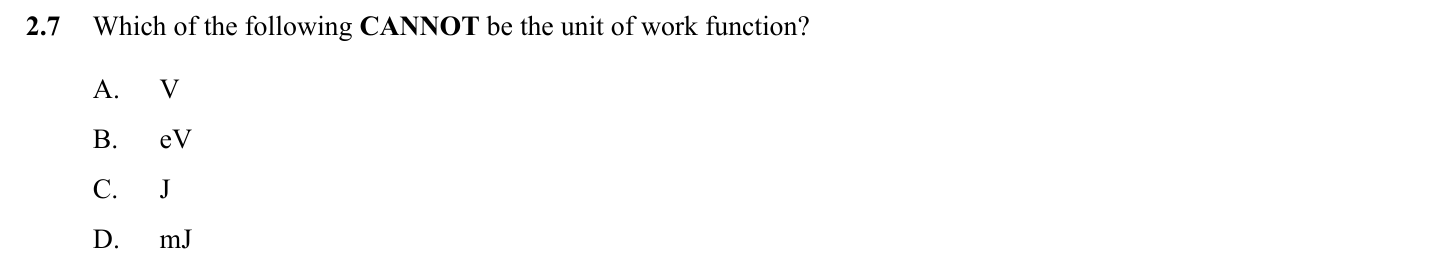 2.7 Which of the following CANNOT be the unit of work function?
A. V
B. eV
C. J
D. mJ